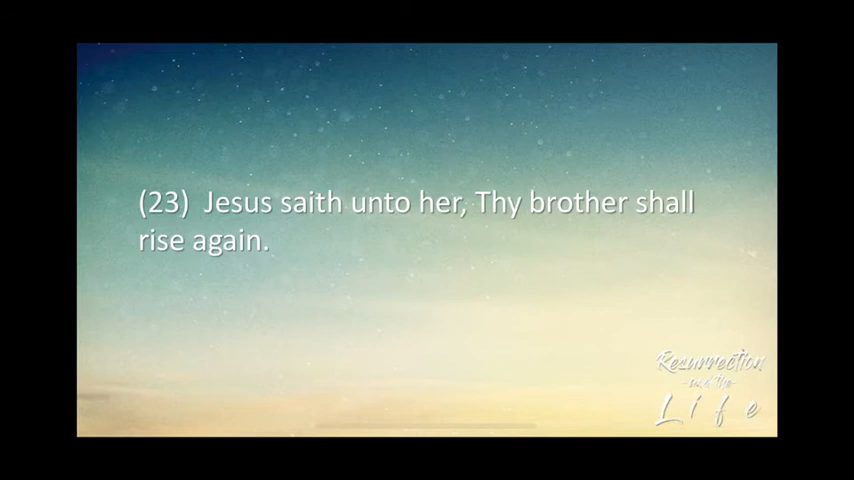 (23) Jesus saith unto her, Thy brother shall
rise again.
Resurrection
-and the-
Life